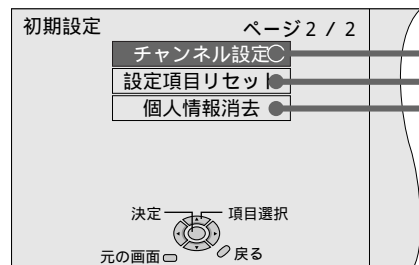 初期設定 ページ2/2
チャンネル設定
設定項目リセット
個人情報消去
決定 項目選択
元の画面 戻る